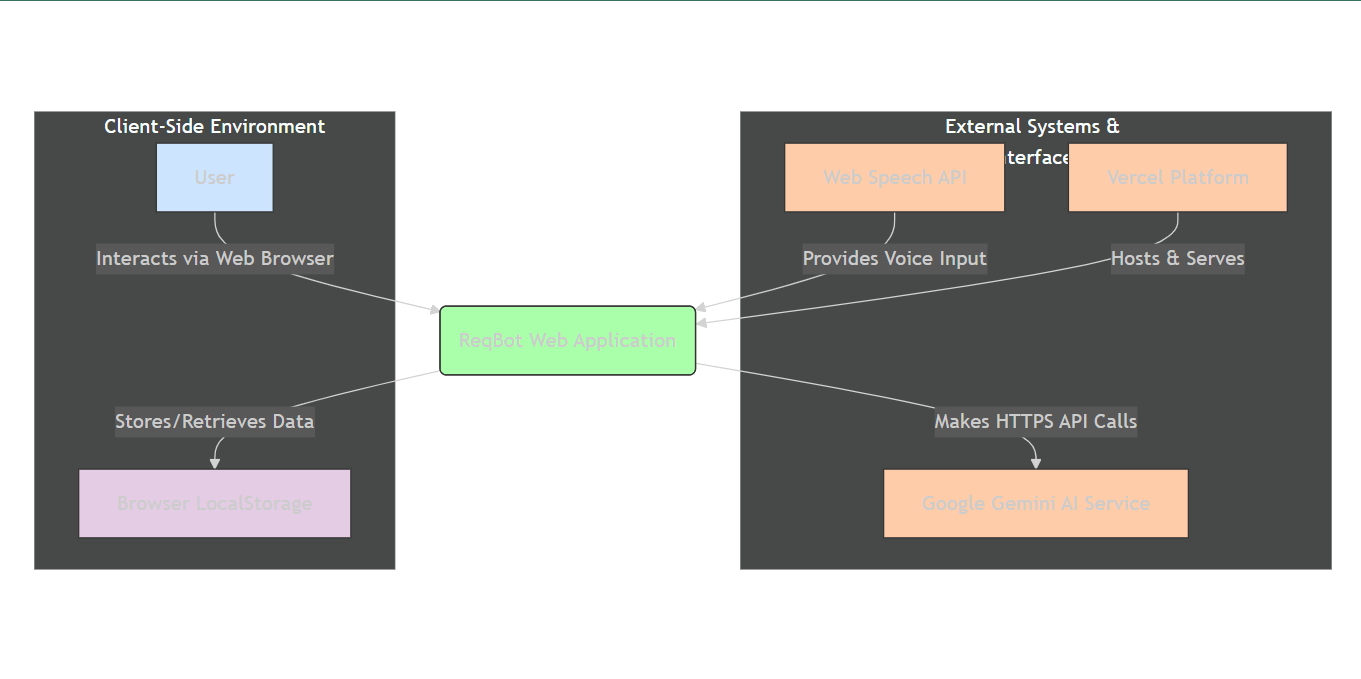 Client-Side Environment
External Systems &
nterface
User
Web Speech API
Vercel Platform
Interacts via Web Browser
Provides Voice Input
Hosts & Serves
ReqBot Web Application
Stores/Retrieves Data
Makes HTTPS API Calls
Browser LocalStorage
Google Gemini AI Service